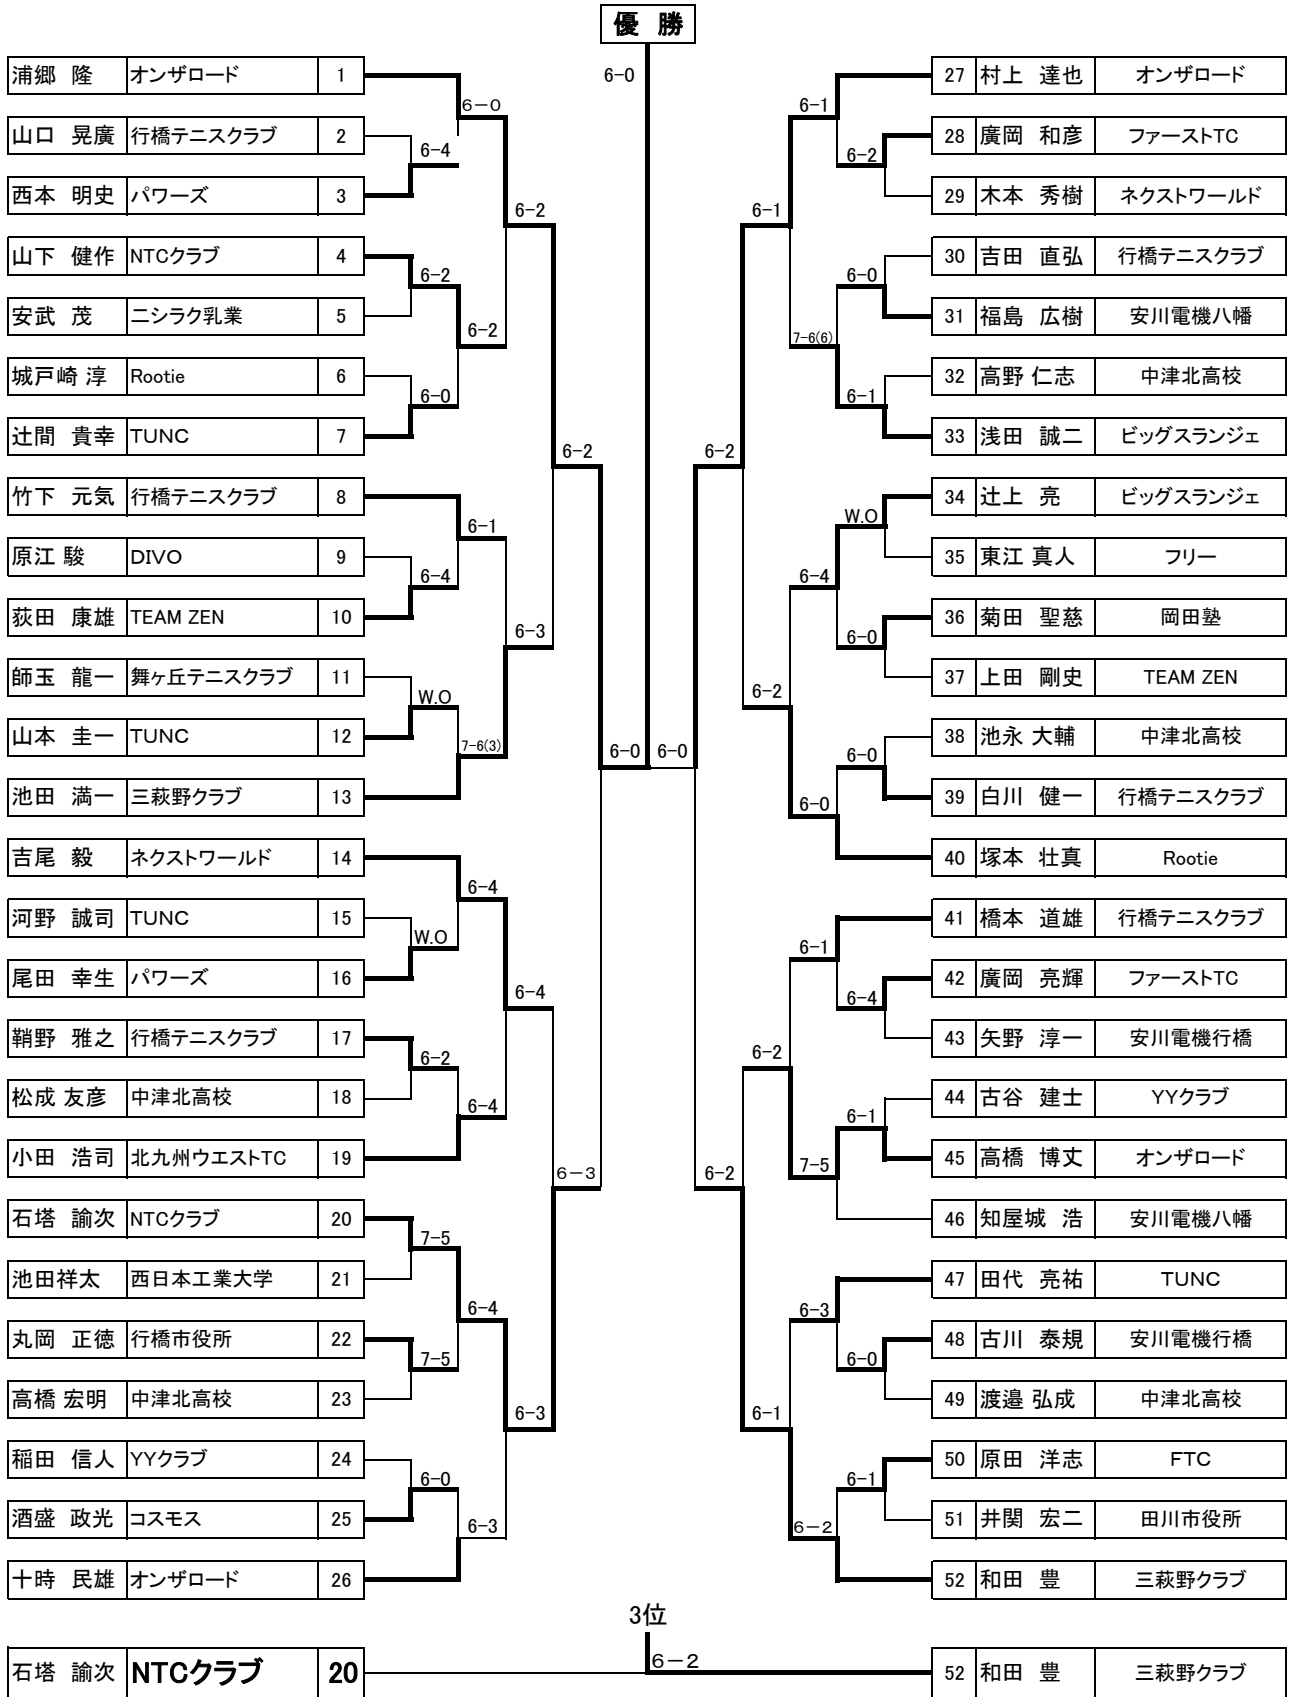 優 勝
6-0
浦郷 隆 オンザロード 1
6-0
山口 晃廣 行橋テニスクラブ 2
6-4
西本 明史 パワーズ 3
6-2
山下 健作 NTCクラブ 4
6-2
安武 茂 ニシラク乳業 5
6-2
城戸崎 淳 Rootie 6
6-0
辻間 貴幸 TUNC 7
6-2
竹下 元気 行橋テニスクラブ 8
6-1
原江 駿 DIVO 9
6-4
荻田 康雄 TEAM ZEN 10
6-3
師玉 龍一 舞ヶ丘テニスクラブ 11
W.O
山本 圭一 TUNC 12
7-6(3)
6-0
池田 満一 三萩野クラブ 13
吉尾 毅 ネクストワールド 14
6-4
河野 誠司 TUNC 15
W.O
尾田 幸生 パワーズ 16
6-4
鞘野 雅之 行橋テニスクラブ 17
6-2
松成 友彦 中津北高校 18
6-4
小田 浩司 北九州ウエストTC 19
6-3
石塔 諭次 NTCクラブ 20
7-5
池田祥太 西日本工業大学 21
6-4
丸岡 正徳 行橋市役所 22
7-5
高橋 宏明 中津北高校 23
6-3
稲田 信人 YYクラブ 24
6-0
酒盛 政光 コスモス 25
6-3
十時 民雄 オンザロード 26
27 村上 達也 オンザロード
6-1
28 廣岡 和彦 ファーストTC
6-2
29 木本 秀樹 ネクストワールド
6-1
30 吉田 直弘 行橋テニスクラブ
6-0
31 福島 広樹 安川電機八幡
7-6(6)
32 高野 仁志 中津北高校
6-1
33 浅田 誠二 ビッグスランジェ
6-2
34 辻上 亮 ビッグスランジェ
W.O
35 東江 真人 フリー
6-4
36 菊田 聖慈 岡田塾
6-0
37 上田 剛史 TEAM ZEN
6-2
38 池永 大輔 中津北高校
6-0
6-0
39 白川 健一 行橋テニスクラブ
6-0
40 塚本 壮真 Rootie
41 橋本 道雄 行橋テニスクラブ
6-1
42 廣岡 亮輝 ファーストTC
6-4
43 矢野 淳一 安川電機行橋
6-2
44 古谷 建士 YYクラブ
6-1
45 高橋 博丈 オンザロード
7-5
6-2
46 知屋城 浩 安川電機八幡
47 田代 亮祐 TUNC
6-3
48 古川 泰規 安川電機行橋
6-0
49 渡邉 弘成 中津北高校
6-1
50 原田 洋志 FTC
6-1
51 井関 宏二 田川市役所
6-2
52 和田 豊 三萩野クラブ
3位
6-2
石塔 諭次 NTCクラブ 20
52 和田 豊 三萩野クラブ